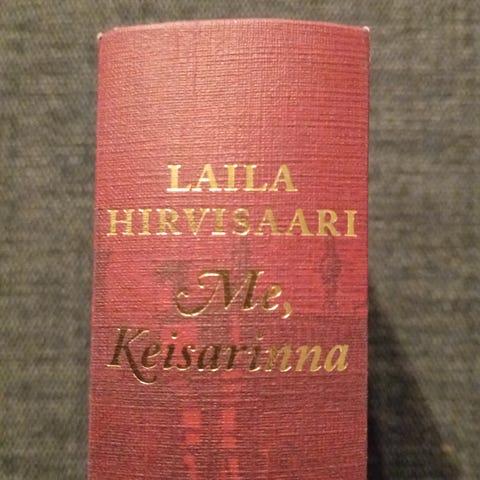 LAILA
HIRVISAARI
Me,
Keisarinna